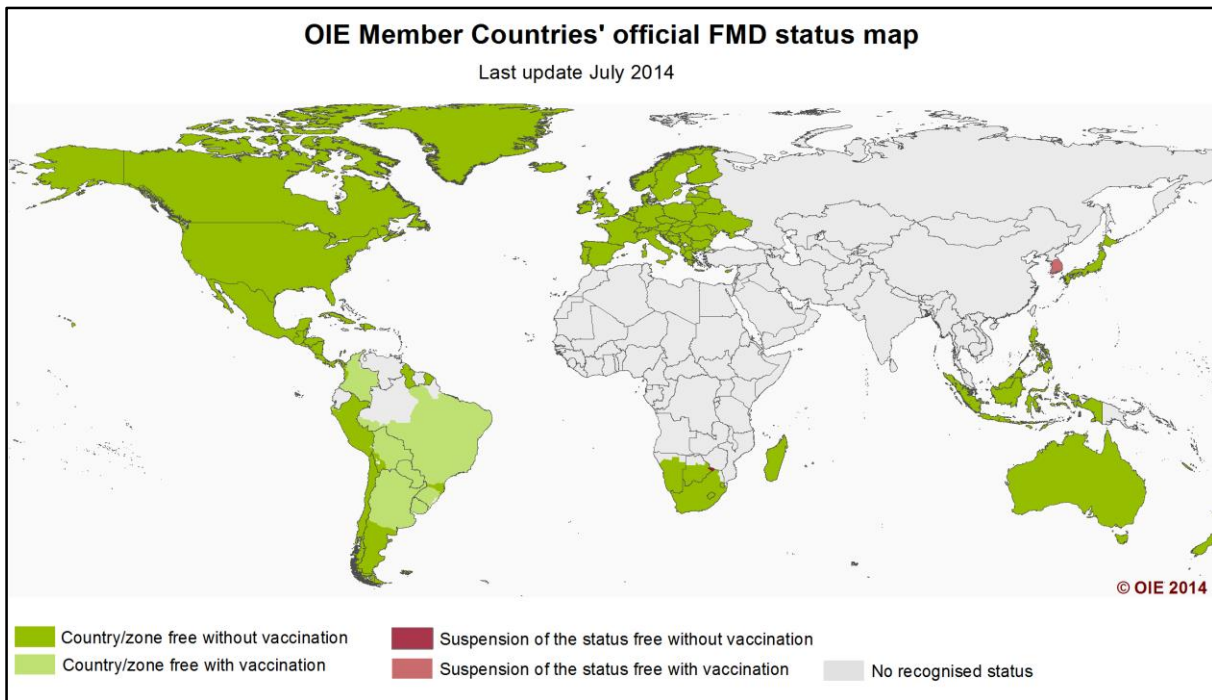 OIE Member Countries' official FMD status map
Last update July 2014
© OIE 2014
Country/zone free without vaccination
Country/zone free with vaccination
Suspension of the status free without vaccination
Suspension of the status free with vaccination
No recognised status